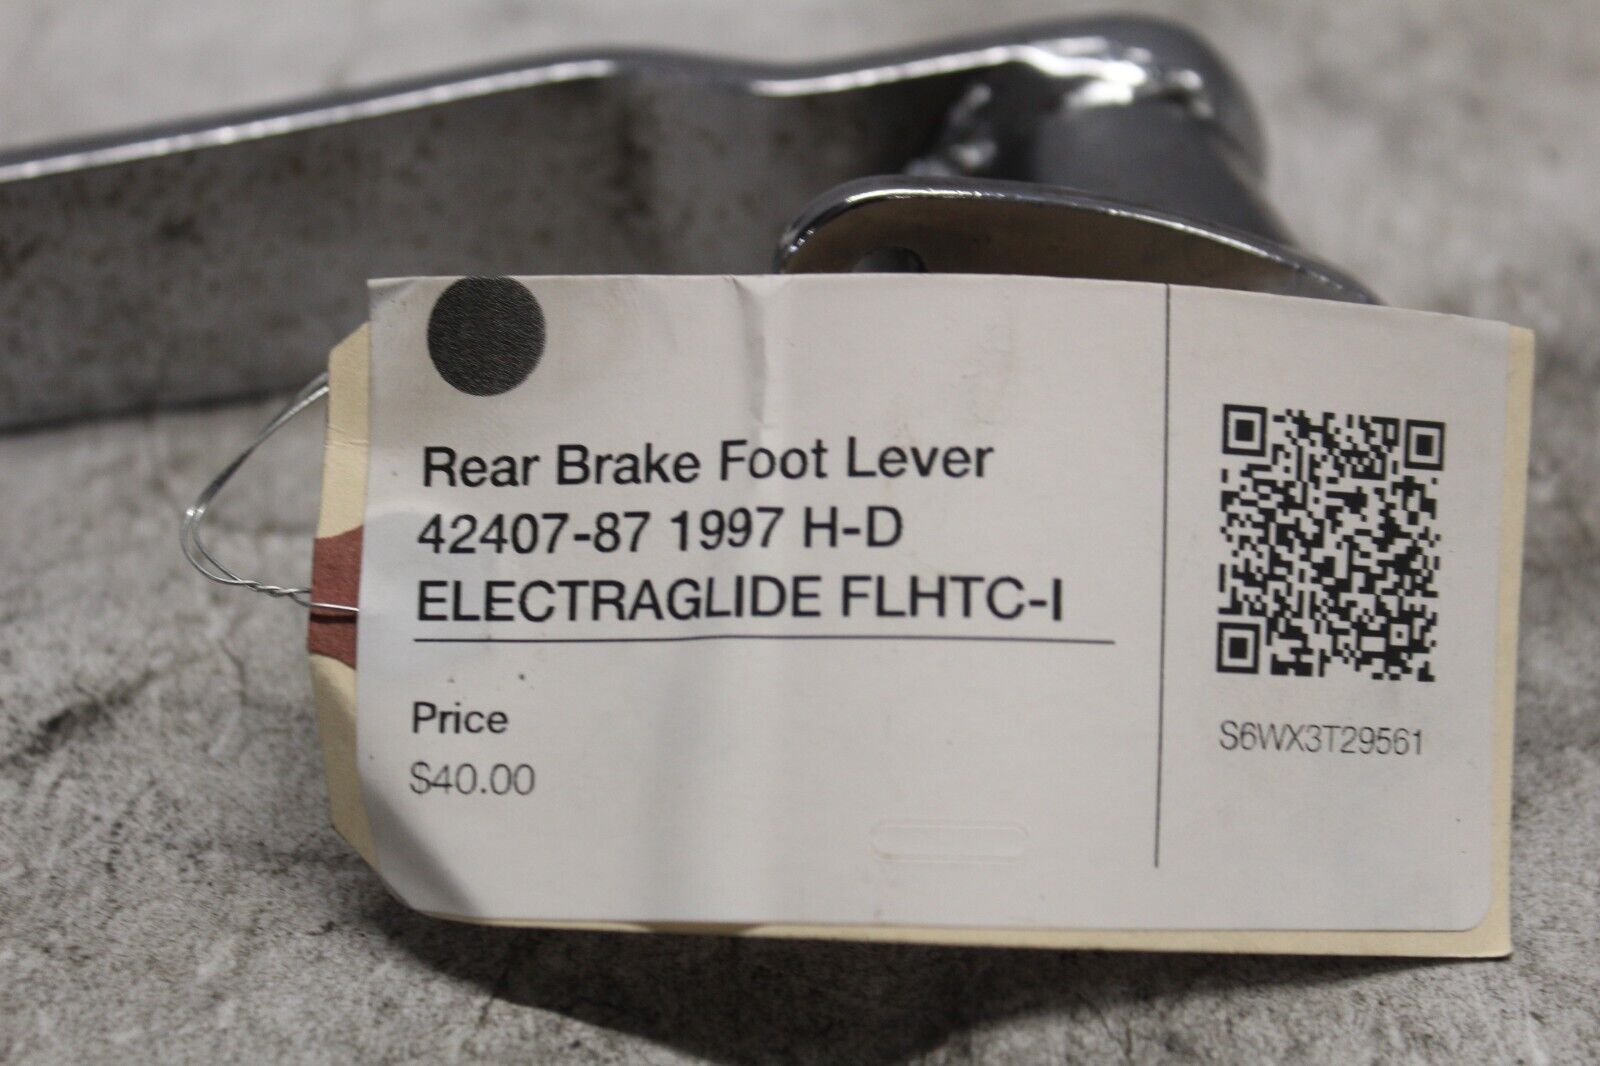 Rear Brake Foot Lever
42407-87 1997 H-D
ELECTRAGLIDE FLHTC-I
Price
$40.00
S6WX3T29561